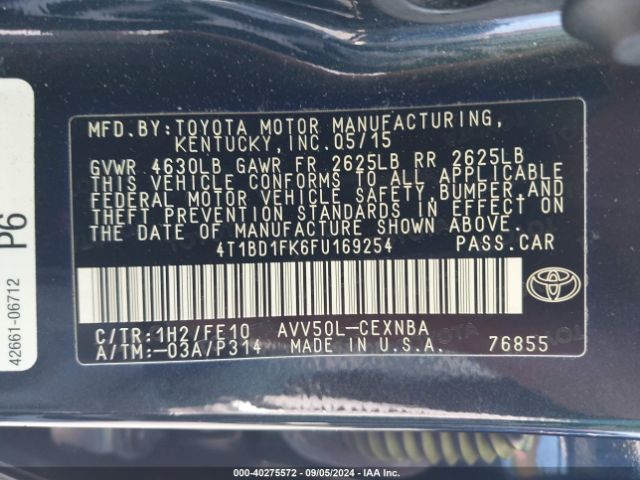 MFD.BY:TOYOTA MOTOR MANUFACTURING,
KENTUCKY, INC.05/15
GVWR 4630LB GAWR FR 2625LB RR 2625LB
THIS VEHICLE CONFORMS TO ALL APPLICABLE
FEDERAL MOTOR VEHICLE SAFETY,BUMPER,AND
THEFT PREVENTION STANDARDS IN EFFECT ON
THE DATE OF MANUFACTURE SHOWN ABOVE.
4T1BD1FK6FU169254 PASS.CAR
C/TR:1H2/FE10 AVV50L-CEXNBA
A/TM:-03A/P314 MADE IN U.S.A. 76855
TOYOTA
P6
42661-06712
000-40275572 - 09/05/2024 - IAA Branding Services